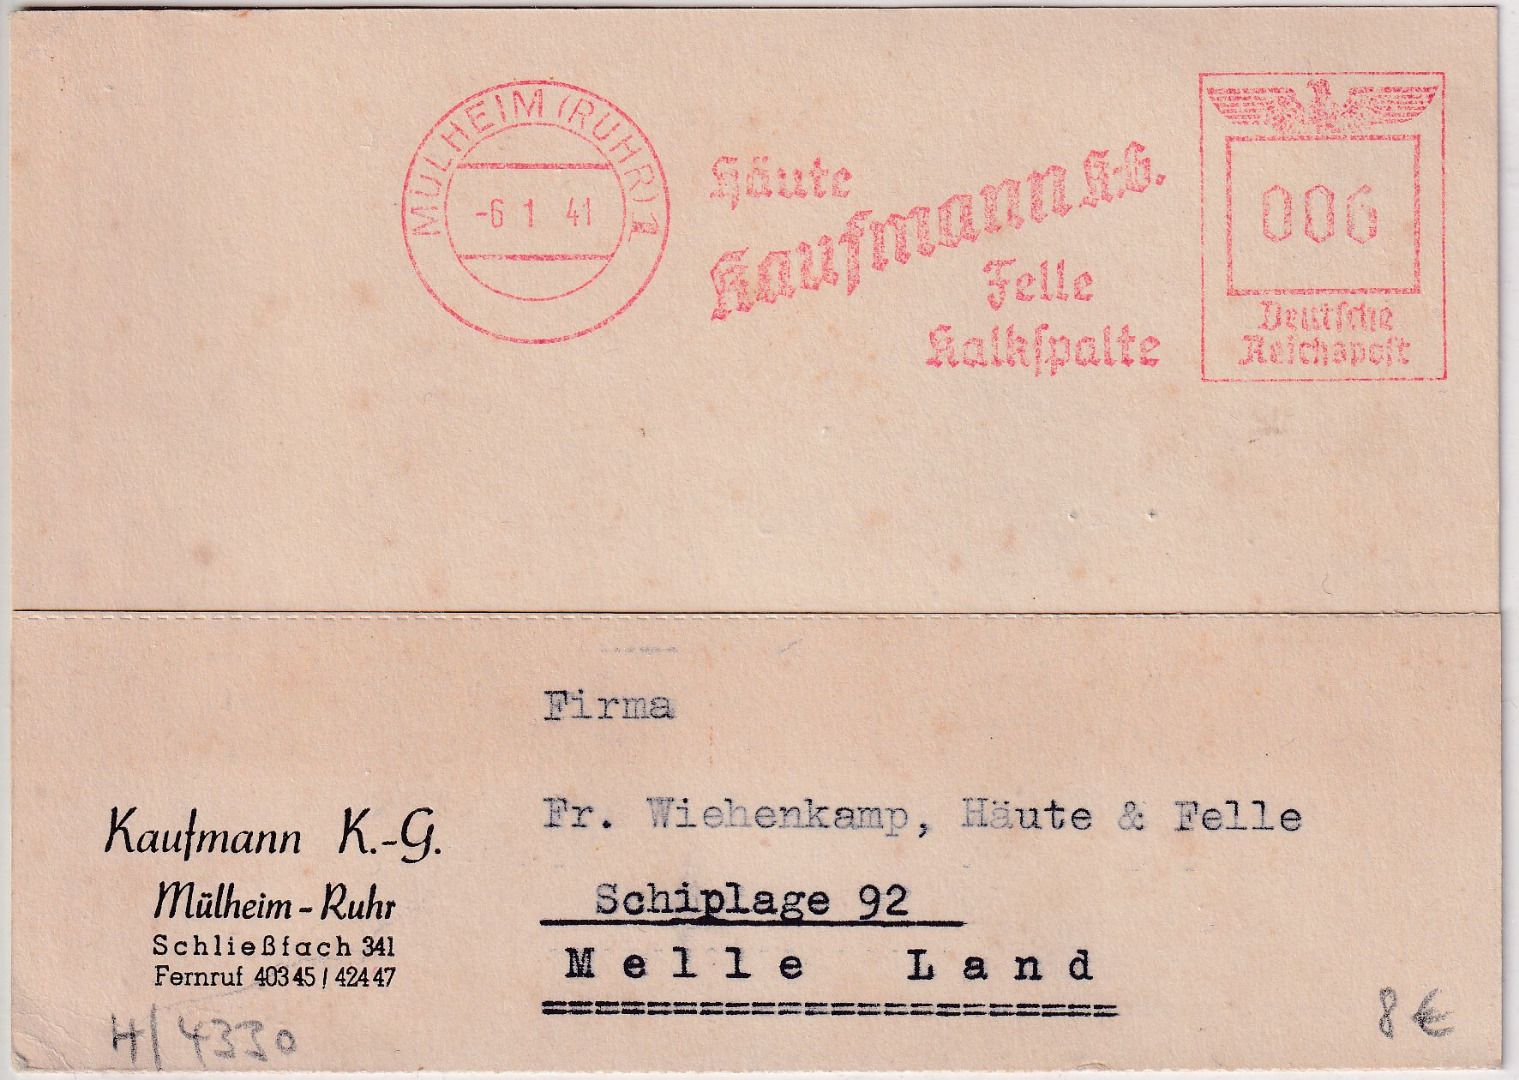 MÜLHEIM (RUHR) 1
-6 1 41
Häute
Kaufmann K.G.
Felle
Kalkspalte
006
Deutsche
Reichspost
Firma
Fr. Wiehenkamp, Häute & Felle
Schiplage 92
Melle Land
Kaufmann K.-G.
Mülheim-Ruhr
Schließfach 341
Fernruf 40345 / 42447
H/4330
8 €